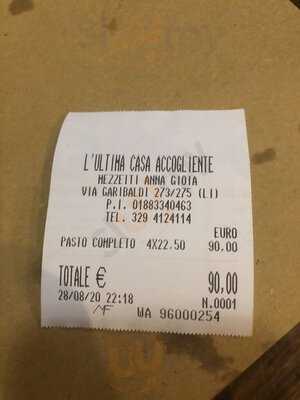 L'ULTIMA CASA ACCOGLIENTE
MEZZETTI ANNA GIOIA
VIA GARIBALDI 273/275 (LI)
P.I. 01883340463
TEL. 329 4124114
EURO
PASTO COMPLETO 4X22.50 90.00
TOTALE € 90,00
28/08/20 22:18 N.0001
MF WA 96000254